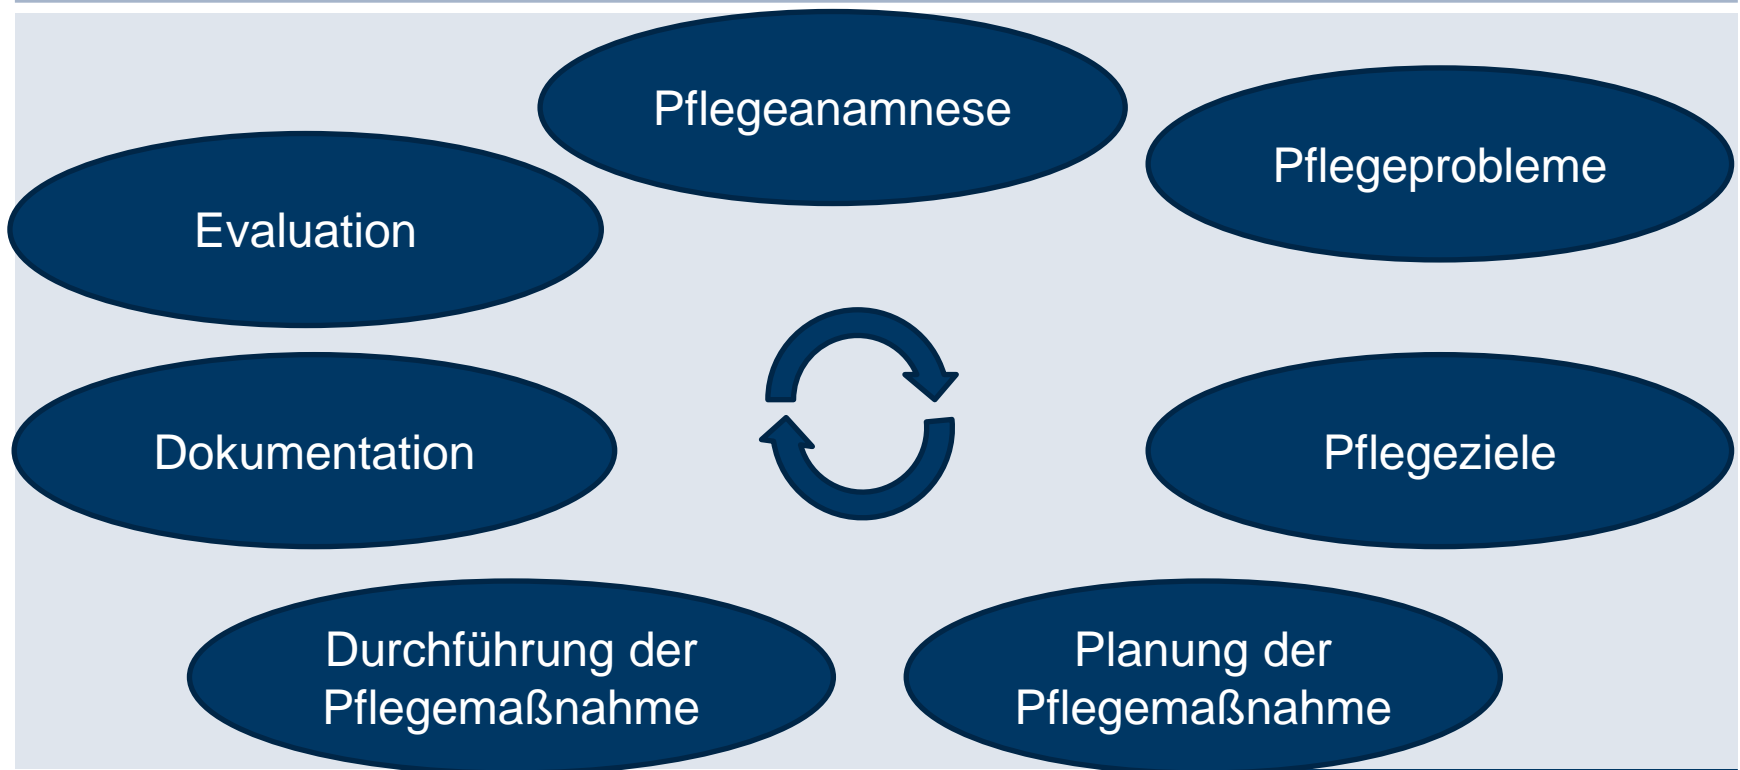 Pflegeanamnese
Pflegeprobleme
Evaluation
Dokumentation
Pflegeziele
Durchführung der
Pflegemaßnahme
Planung der
Pflegemaßnahme